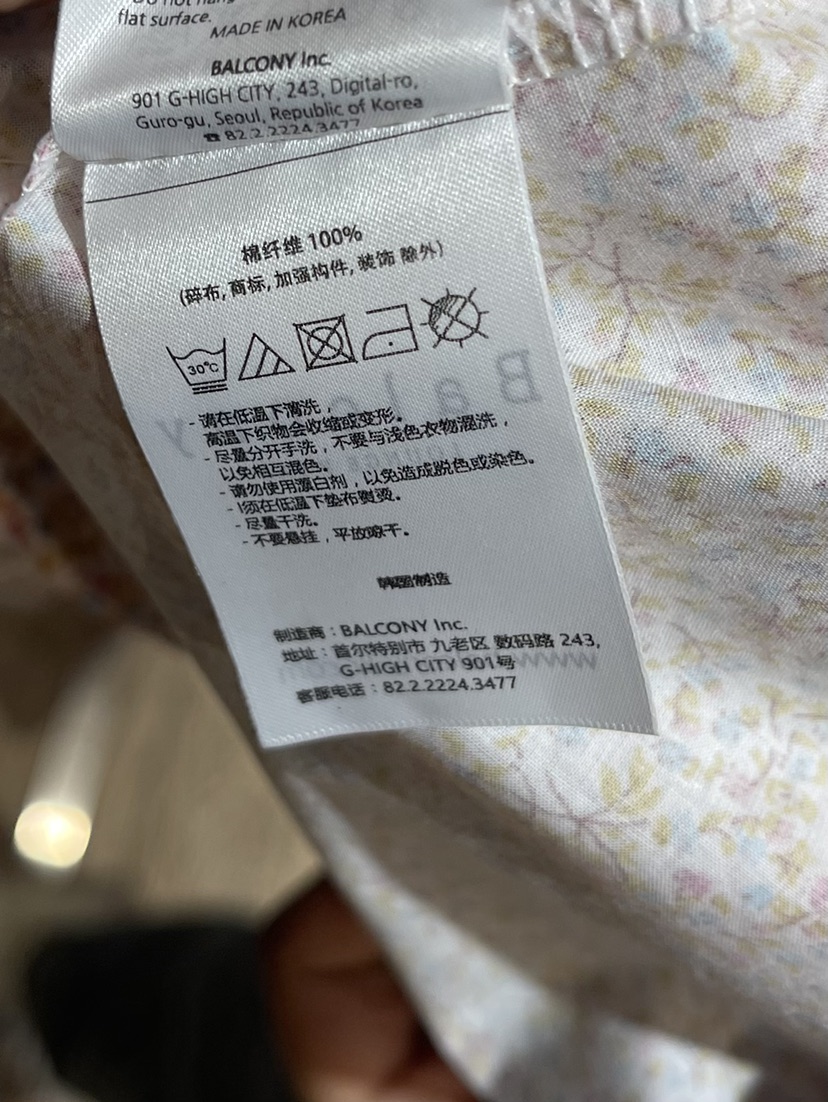 flat surface.
MADE IN KOREA
BALCONY Inc.
901 G-HIGH CITY, 243, Digital-ro,
Guro-gu, Seoul, Republic of Korea
☎ 82.2.2224.3477
棉纤维 100%
(碎布, 商标, 加强构件, 装饰 除外)
30℃
- 请在低温下清洗，
高温下织物会收缩或变形。
- 尽量分开手洗，不要与浅色衣物混洗，
以免相互混色。
- 请勿使用漂白剂，以免造成脱色或染色。
- 须在低温下垫布熨烫。
- 尽量干洗。
- 不要悬挂，平放晾干。
韩国制造
制造商 : BALCONY Inc.
地址 : 首尔特别市 九老区 数码路 243,
G-HIGH CITY 901号
客服电话 : 82.2.2224.3477